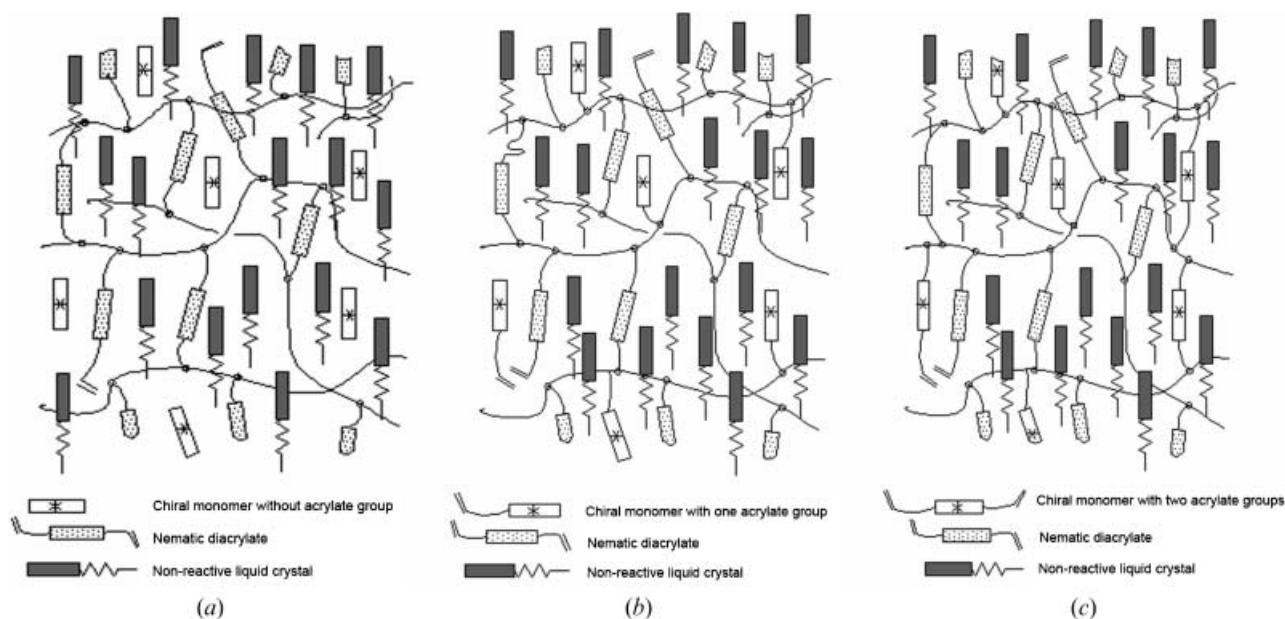 Chiral monomer without acrylate group
Nematic diacrylate
Non-reactive liquid crystal
(a)
Chiral monomer with one acrylate group
Nematic diacrylate
Non-reactive liquid crystal
(b)
Chiral monomer with two acrylate groups
Nematic diacrylate
Non-reactive liquid crystal
(c)